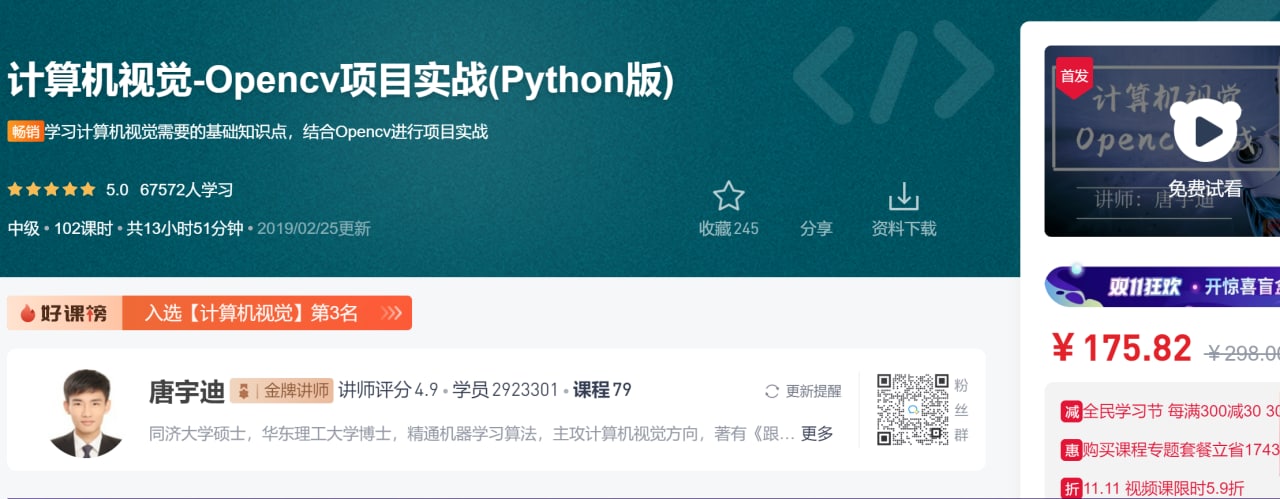 计算机视觉-Opencv项目实战(Python版)
畅销 学习计算机视觉需要的基础知识点，结合Opencv进行项目实战
5.0 67572人学习
中级 • 102课时 • 共13小时51分钟 • 2019/02/25更新
收藏245 分享 资料下载
好课榜 入选【计算机视觉】第3名
唐宇迪 金牌讲师 讲师评分 4.9 • 学员 2923301 • 课程 79
同济大学硕士，华东理工大学博士，精通机器学习算法，主攻计算机视觉方向，著有《跟... 更多
更新提醒
粉丝群
首发
计算机视觉
Openc
战
免费试看
讲师：唐宇迪
双11狂欢 • 开惊喜盲
¥ 175.82 ¥298.00
减 全民学习节 每满300减30 30
惠 购买课程专题套餐立省1743
折 11.11 视频课限时5.9折